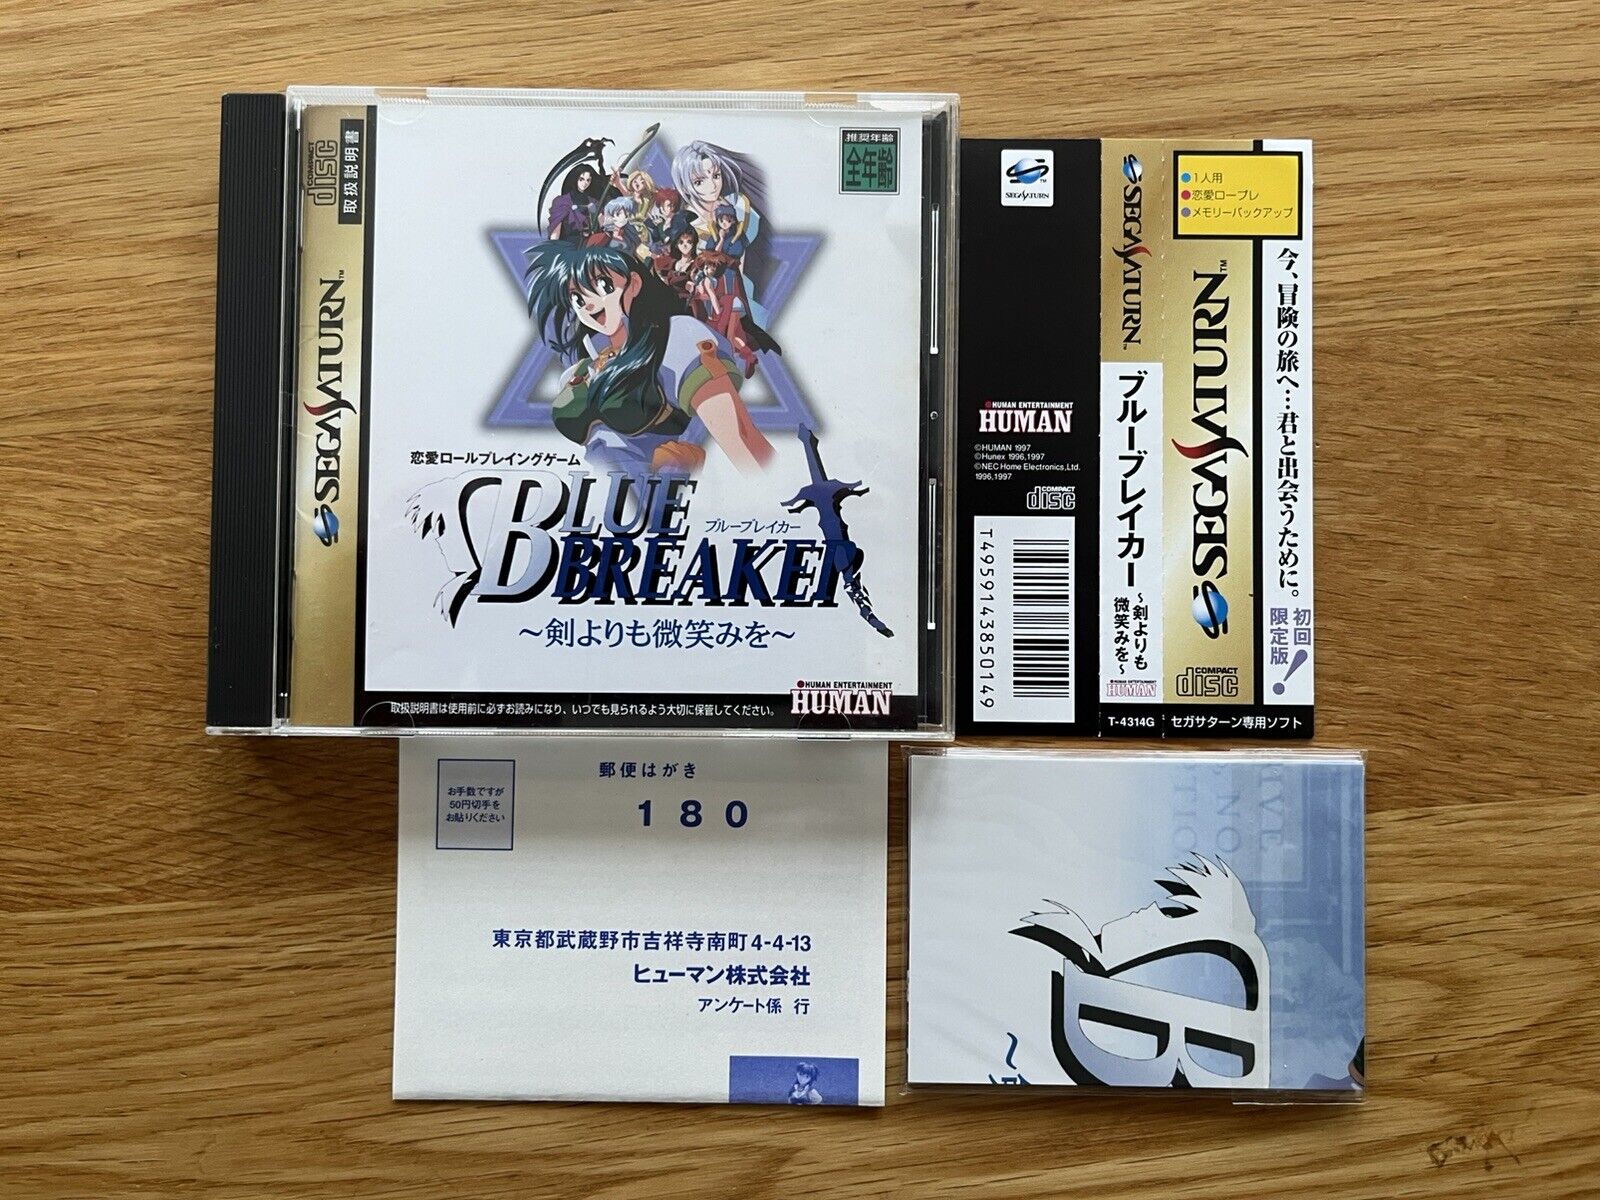 COMPACT
disc
取扱説明書
SEGA SATURN™
推奨年齢
全年齢
恋愛ロールプレイングゲーム
BLUE
ブルーブレイカー
BREAKER
～剣よりも微笑みを～
HUMAN ENTERTAINMENT
HUMAN
取扱説明書は使用前に必ずお読みになり、いつでも見られるよう大切に保管してください。
SEGA SATURN
HUMAN ENTERTAINMENT
HUMAN
©HUMAN 1997
©Hunex 1996,1997
©NEC Home Electronics,Ltd.
1996,1997
COMPACT
disc
T4959143850149
SEGA SATURN™
ブルーブレイカー
～剣よりも
微笑みを～
HUMAN ENTERTAINMENT
HUMAN
T-4314G
●1人用
●恋愛ロープレ
●メモリーバックアップ
SEGA SATURN™
COMPACT
disc
セガサターン専用ソフト
今、冒険の旅へ…君と出会うために。
初回
限定版!
郵便はがき
お手数ですが
50円切手を
お貼りください
180
東京都武蔵野市吉祥寺南町4-4-13
ヒューマン株式会社
アンケート係 行
B